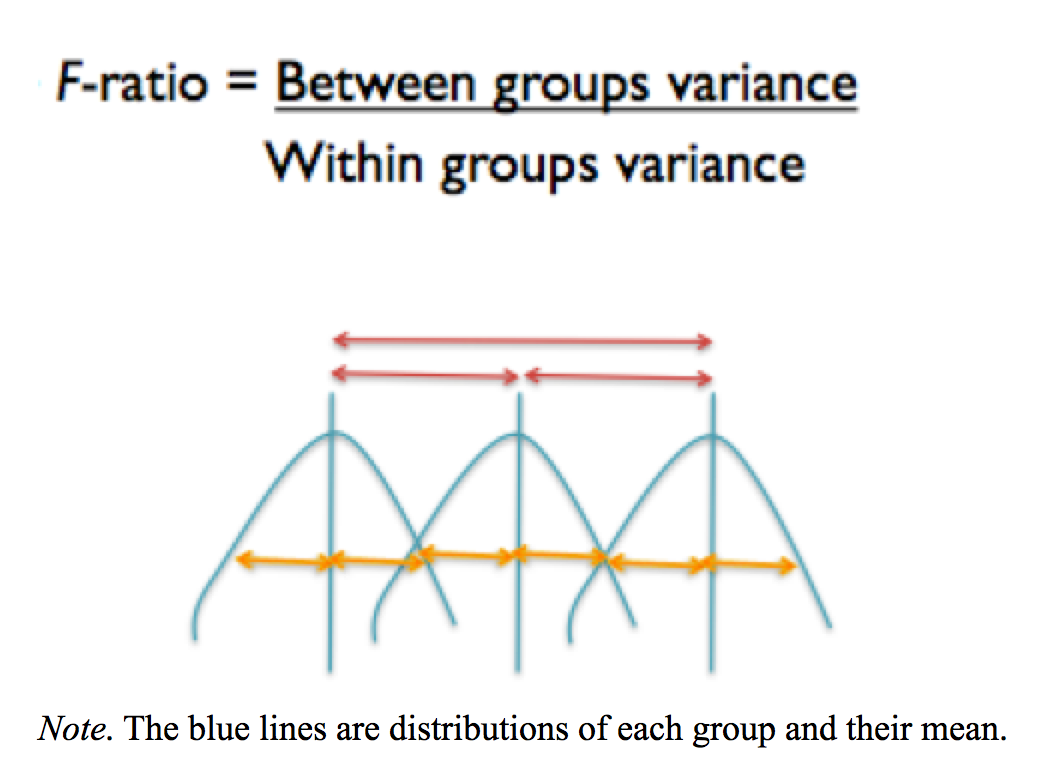 F-ratio = Between groups variance
Within groups variance
Note. The blue lines are distributions of each group and their mean.